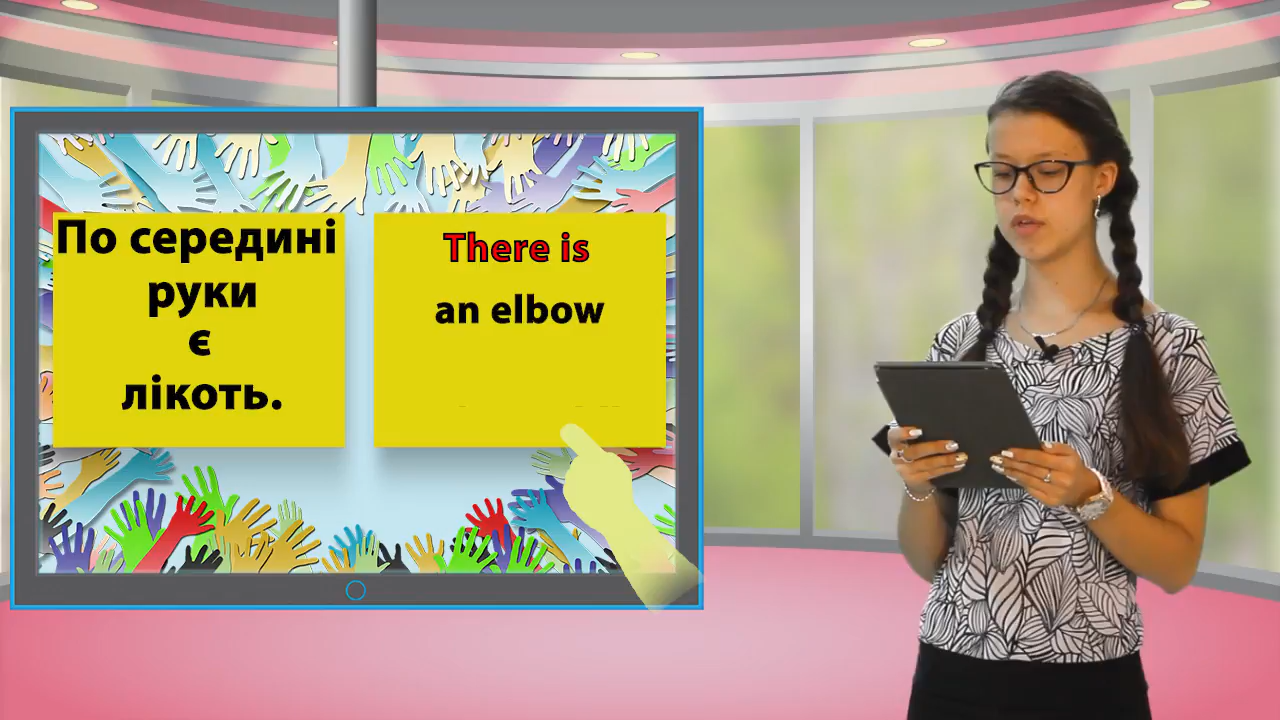 По середині
руки
є
лікоть.
There is
an elbow